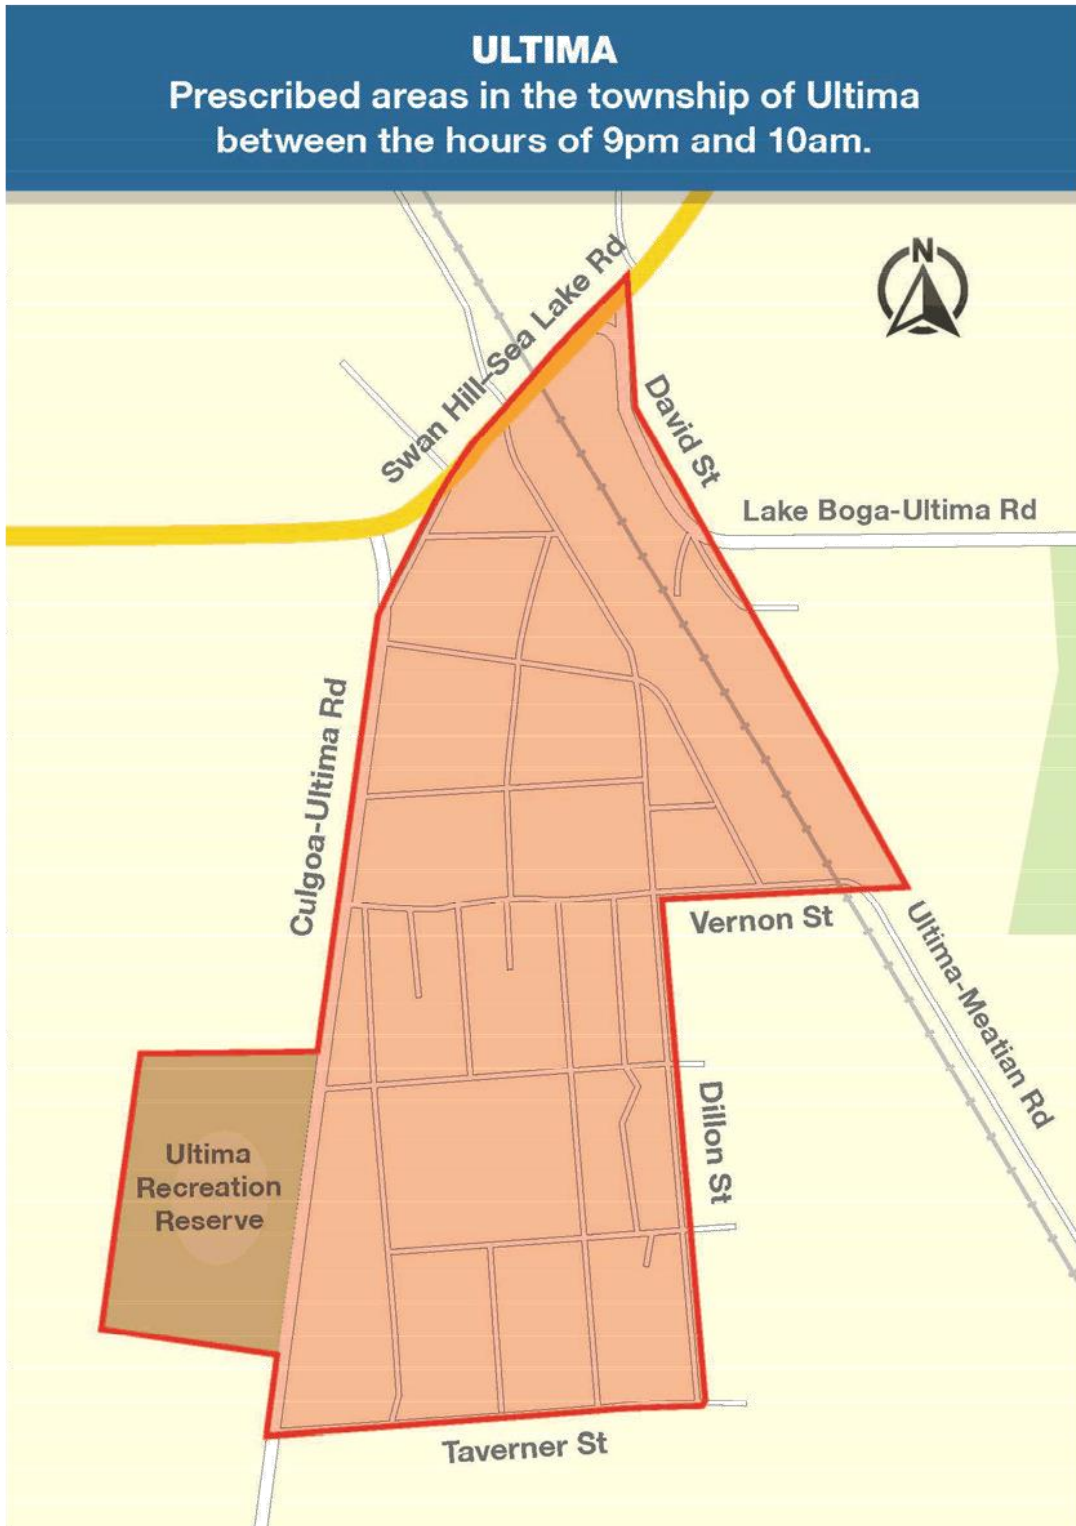 ULTIMA
Prescribed areas in the township of Ultima
between the hours of 9pm and 10am.
N
Swan Hill–Sea Lake Rd
David St
Lake Boga-Ultima Rd
Culgoa-Ultima Rd
Vernon St
Ultima-Meatian Rd
Dillon St
Ultima
Recreation
Reserve
Taverner St